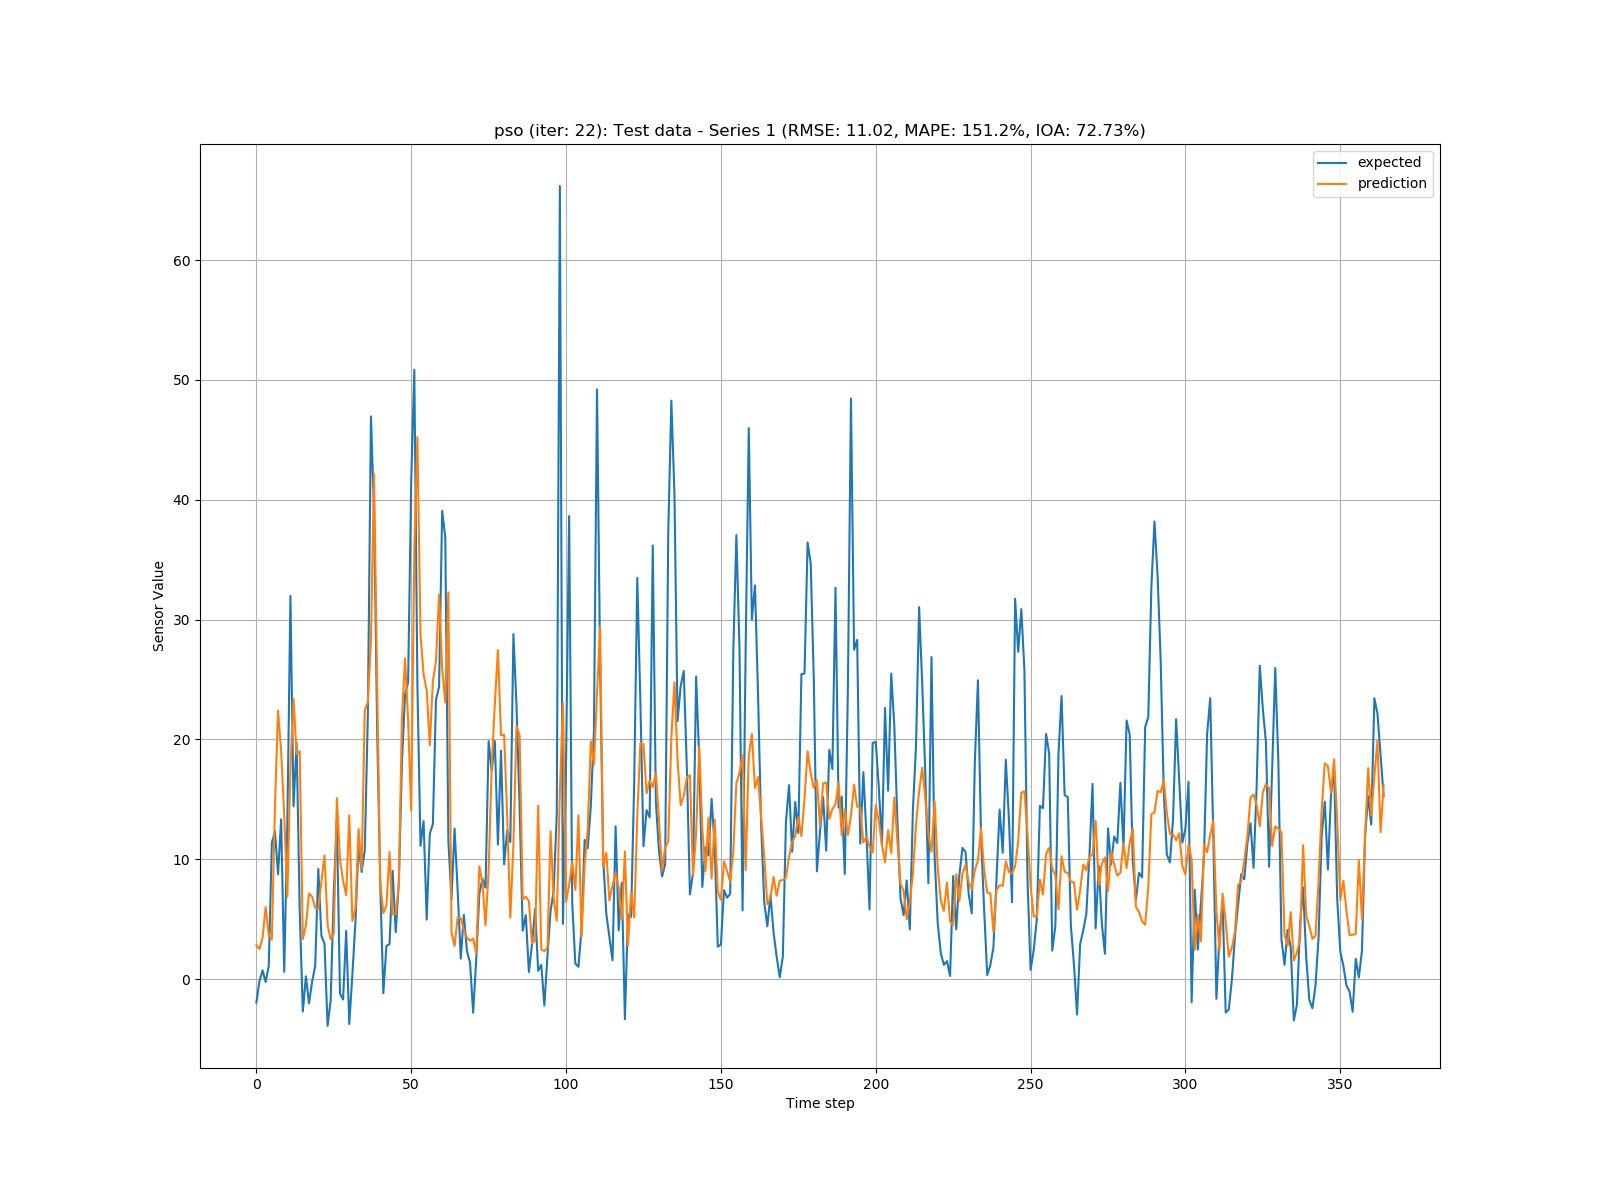 pso (iter: 22): Test data - Series 1 (RMSE: 11.02, MAPE: 151.2%, IOA: 72.73%)
expected
prediction
60
50
40
30
20
10
0
Sensor Value
0 50 100 150 200 250 300 350
Time step